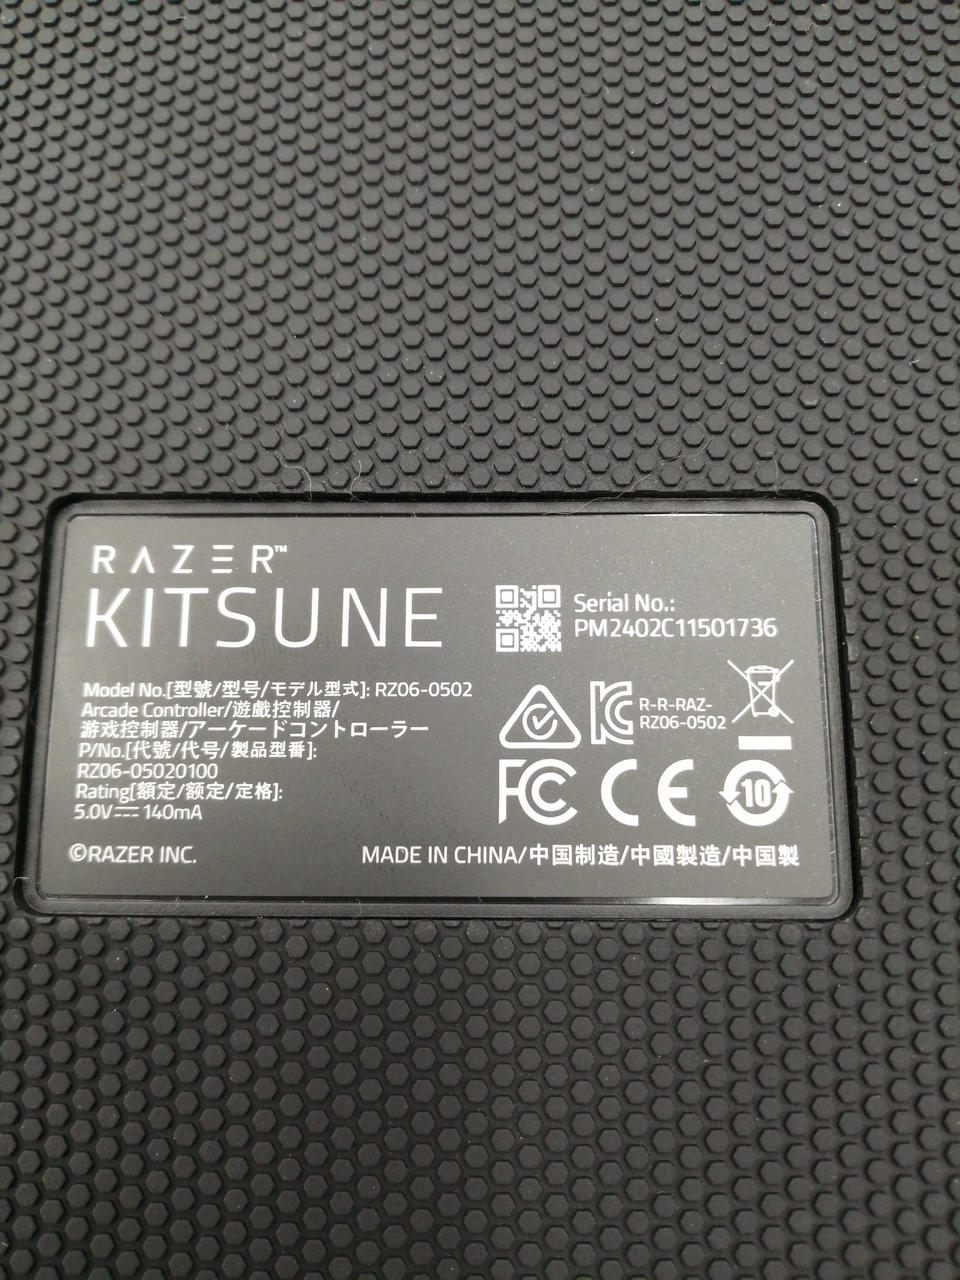 RAZER™
KITSUNE
Serial No.:
PM2402C11501736
Model No.[型號/型号/モデル型式]: RZ06-0502
Arcade Controller/遊戲控制器/
游戏控制器/アーケードコントローラー
P/No.[代號/代号/製品型番]:
RZ06-05020100
Rating[額定/额定/定格]:
5.0V⎓140mA
R-R-RAZ-
RZ06-0502
FC CE 10
©RAZER INC.
MADE IN CHINA/中国制造/中國製造/中国製